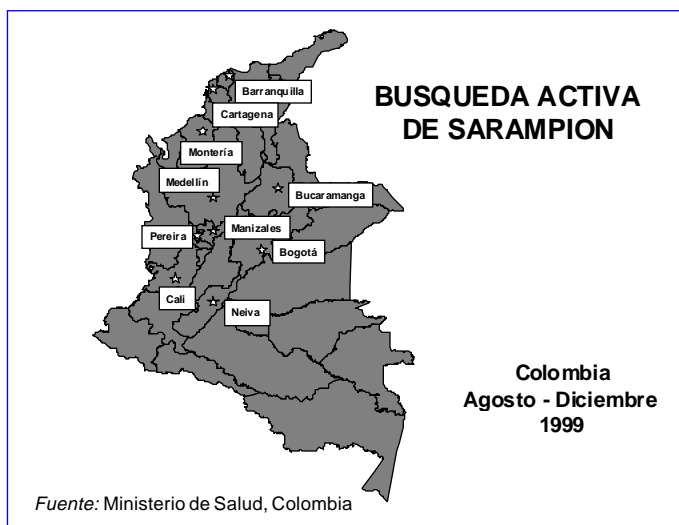 BUSQUEDA ACTIVA
DE SARAMPION
Barranquilla
Cartagena
Montería
Medellín
Bucaramanga
Pereira
Manizales
Bogotá
Cali
Neiva
Colombia
Agosto - Diciembre
1999
Fuente: Ministerio de Salud, Colombia